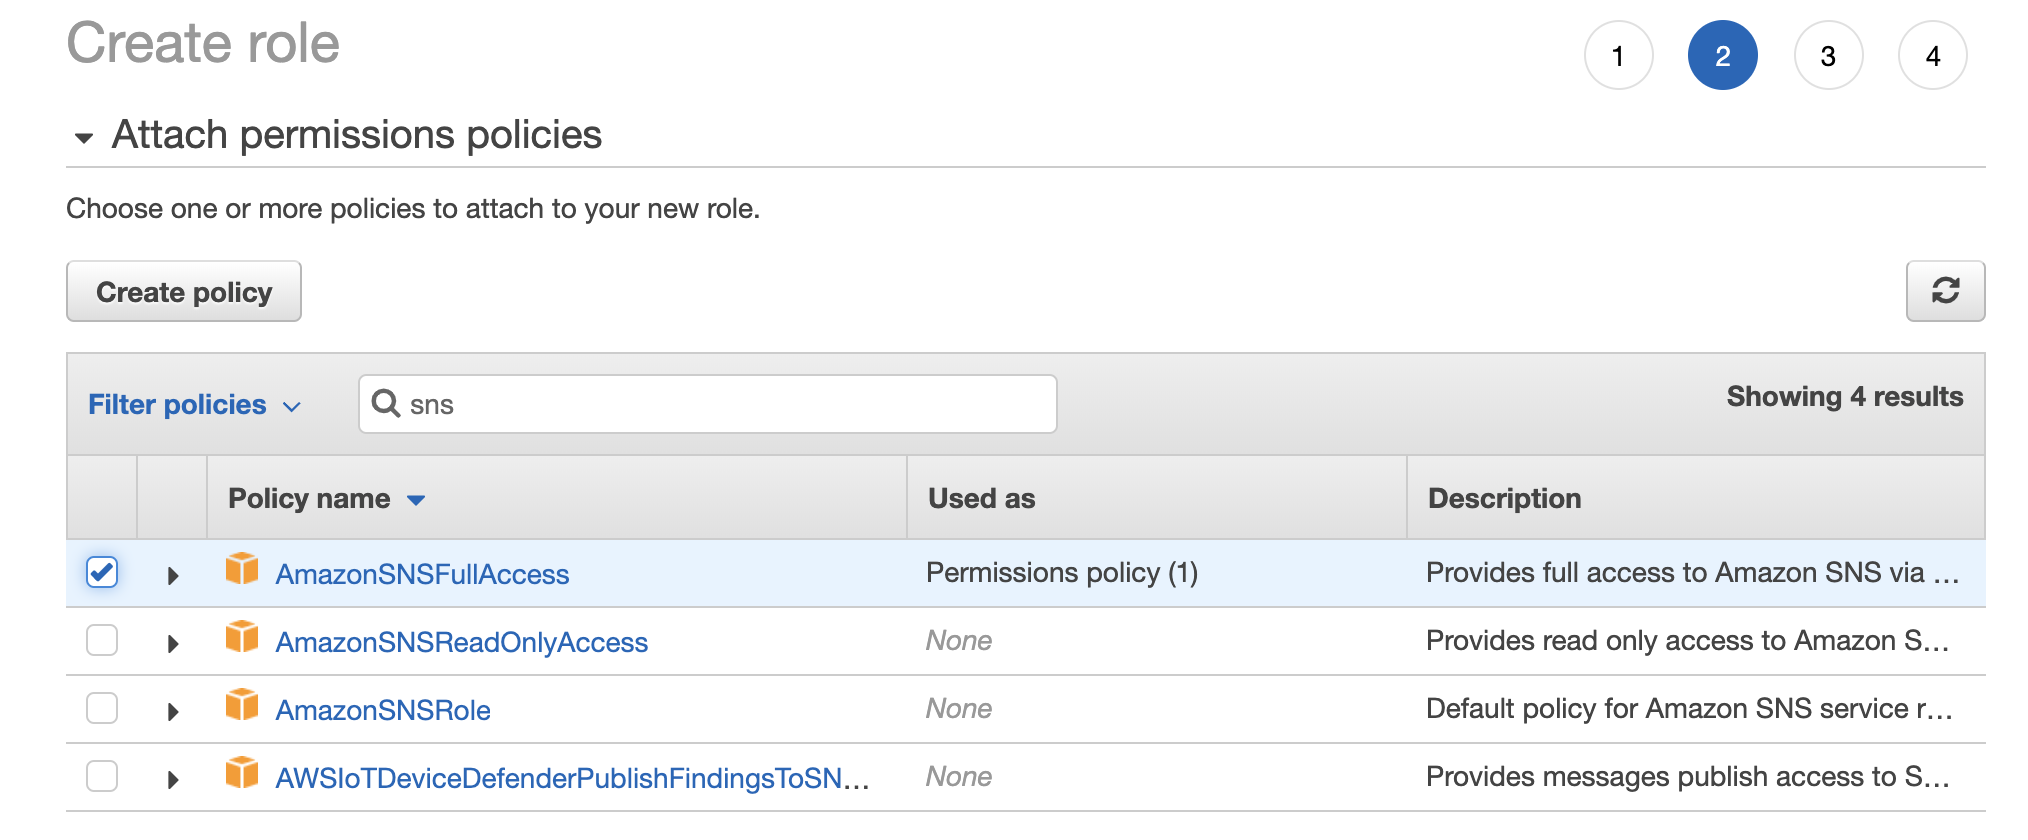 Create role
1 2 3 4
Attach permissions policies
Choose one or more policies to attach to your new role.
Create policy
Filter policies sns Showing 4 results
Policy name Used as Description
AmazonSNSFullAccess Permissions policy (1) Provides full access to Amazon SNS via ...
AmazonSNSReadOnlyAccess None Provides read only access to Amazon S...
AmazonSNSRole None Default policy for Amazon SNS service r...
AWSIoTDeviceDefenderPublishFindingsToSN... None Provides messages publish access to S...